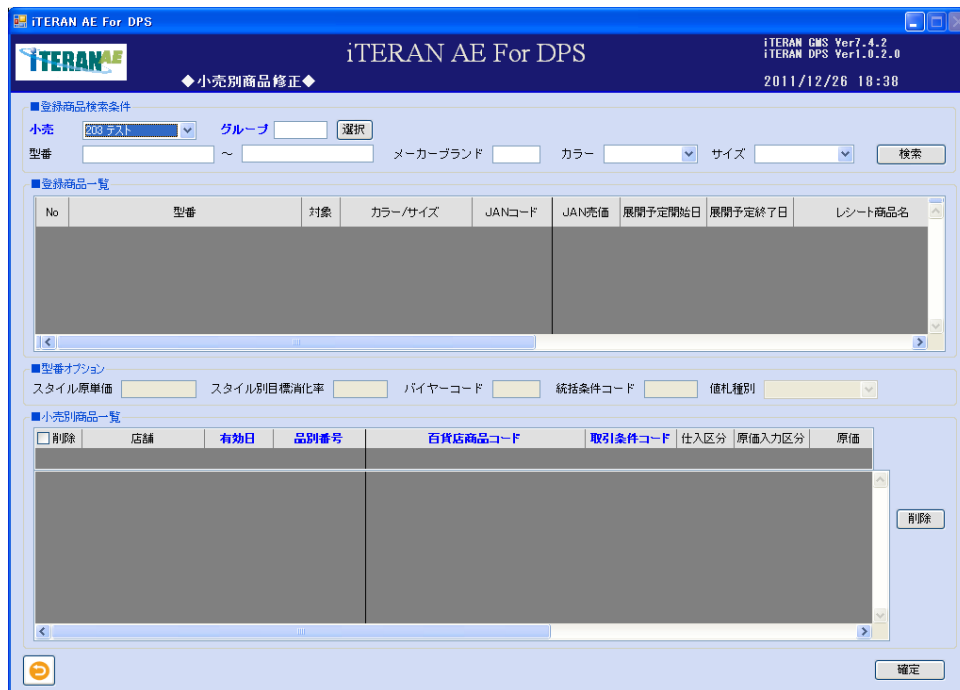 iTERAN AE For DPS
iTERAN AE
iTERAN AE For DPS
iTERAN GMS Ver7.4.2
iTERAN DPS Ver1.0.2.0
◆小売別商品修正◆
2011/12/26 18:38
■登録商品検索条件
小売 203 テスト グループ 選択
型番 ～ メーカーブランド カラー サイズ 検索
■登録商品一覧
No 型番 対象 カラー/サイズ JANコード JAN売価 展開予定開始日 展開予定終了日 レシート商品名
■型番オプション
スタイル原単価 スタイル別目標消化率 バイヤーコード 統括条件コード 値札種別
■小売別商品一覧
削除 店舗 有効日 品別番号 百貨店商品コード 取引条件コード 仕入区分 原価入力区分 原価
削除
確定